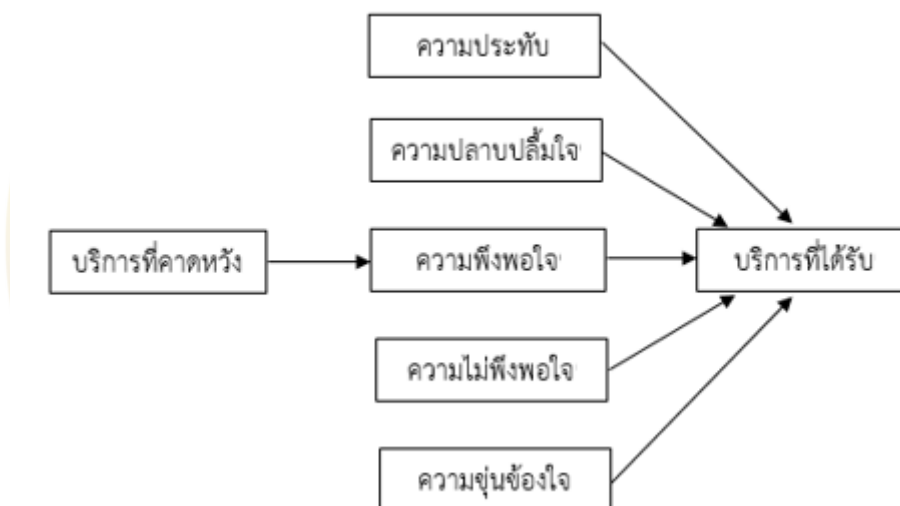 ความประทับ
ความปลาบปลื้มใจ
บริการที่คาดหวัง
ความพึงพอใจ
บริการที่ได้รับ
ความไม่พึงพอใจ
ความขุ่นข้องใจ